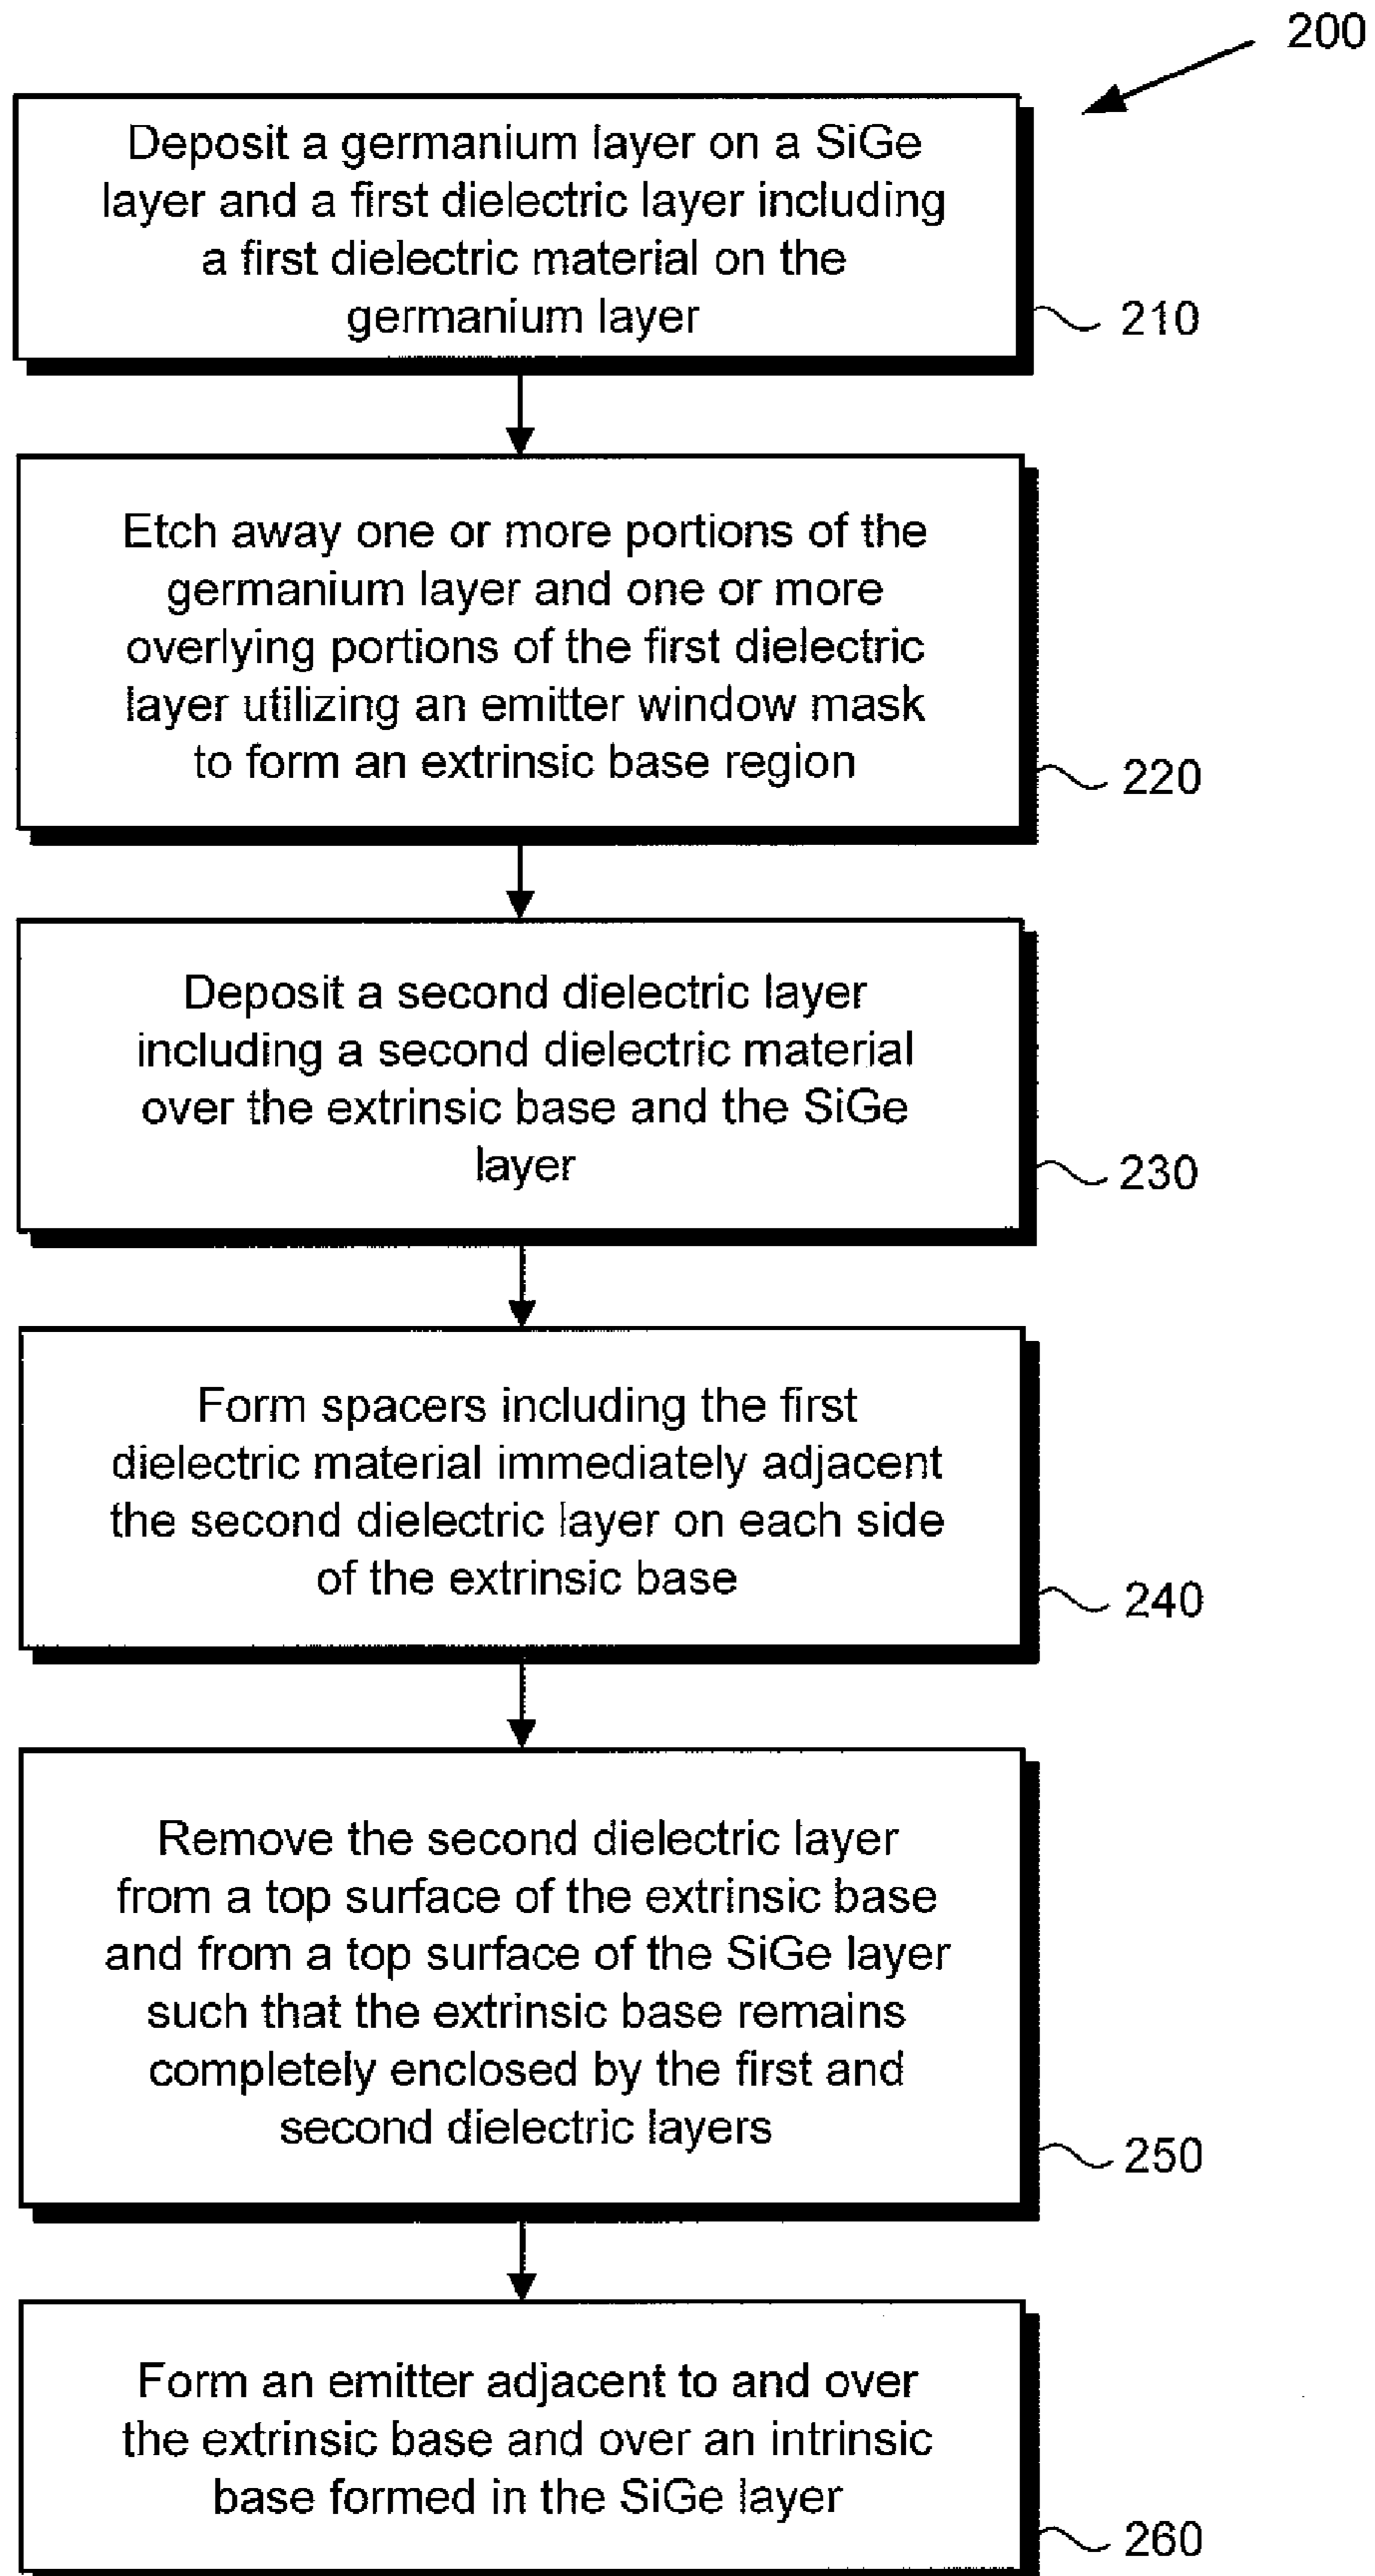 200
Deposit a germanium layer on a SiGe
layer and a first dielectric layer including
a first dielectric material on the
germanium layer
210
Etch away one or more portions of the
germanium layer and one or more
overlying portions of the first dielectric
layer utilizing an emitter window mask
to form an extrinsic base region
220
Deposit a second dielectric layer
including a second dielectric material
over the extrinsic base and the SiGe
layer
230
Form spacers including the first
dielectric material immediately adjacent
the second dielectric layer on each side
of the extrinsic base
240
Remove the second dielectric layer
from a top surface of the extrinsic base
and from a top surface of the SiGe layer
such that the extrinsic base remains
completely enclosed by the first and
second dielectric layers
250
Form an emitter adjacent to and over
the extrinsic base and over an intrinsic
base formed in the SiGe layer
260